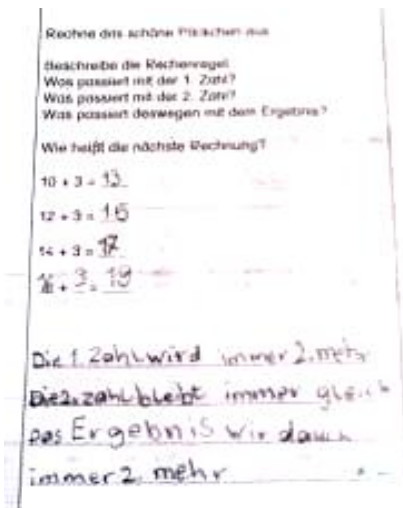 Rechne das schöne Päckchen aus
Beschreibe die Rechenregel
Was passiert mit der 1. Zahl?
Was passiert mit der 2. Zahl?
Was passiert deswegen mit dem Ergebnis?
Wie heißt die nächste Rechnung?
10 + 3 = 13
12 + 3 = 15
14 + 3 = 17
16 + 3 = 19
Die 1. Zahl wird immer 2. mehr
Die 2. zahl bleibt immer gleich
Das Ergebnis wir dauch
immer 2. mehr